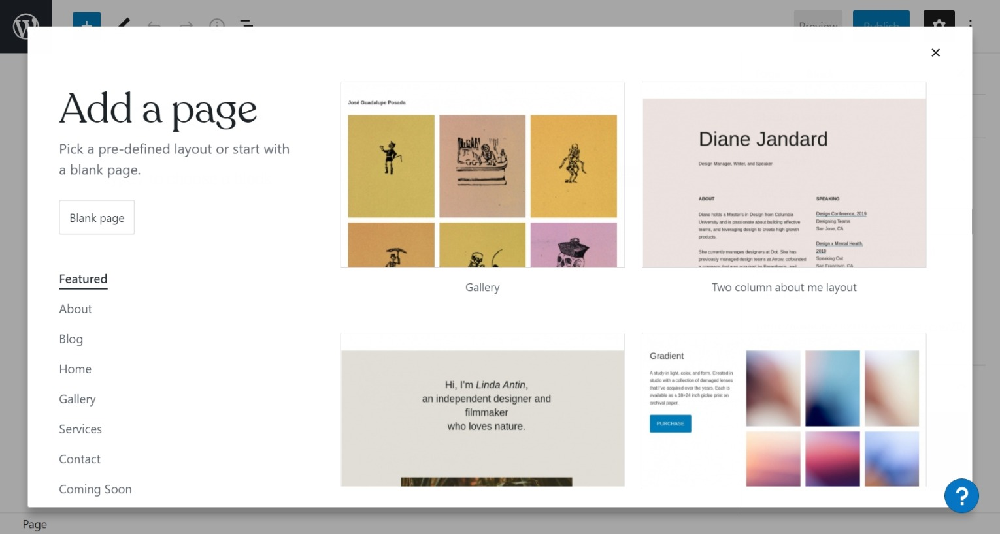 Preview
Publish
Add a page
Pick a pre-defined layout or start with
a blank page.
Blank page
Featured
About
Blog
Home
Gallery
Services
Contact
Coming Soon
José Guadalupe Posada
Gallery
Diane Jandard
Design Manager, Writer, and Speaker
ABOUT
Diane holds a Master's in Design from Columbia
University and is passionate about building effective
teams, and leveraging design to create high growth
products.
She currently manages designers at Dot. She has
previously managed design teams at Arrow, cofounded
a company that was acquired by Parenthesis, and
SPEAKING
Design Conference, 2019
Designing Teams
San Jose, CA
Design x Mental Health,
2019
Speaking Out
San Francisco, CA
Two column about me layout
Hi, I'm Linda Antin,
an independent designer and
filmmaker
who loves nature.
Gradient
A study in light, color, and form. Created in
studio with a collection of damaged lenses
that I've acquired over the years. Each is
available as a 18×24 inch giclee print on
archival paper.
PURCHASE
?
Page